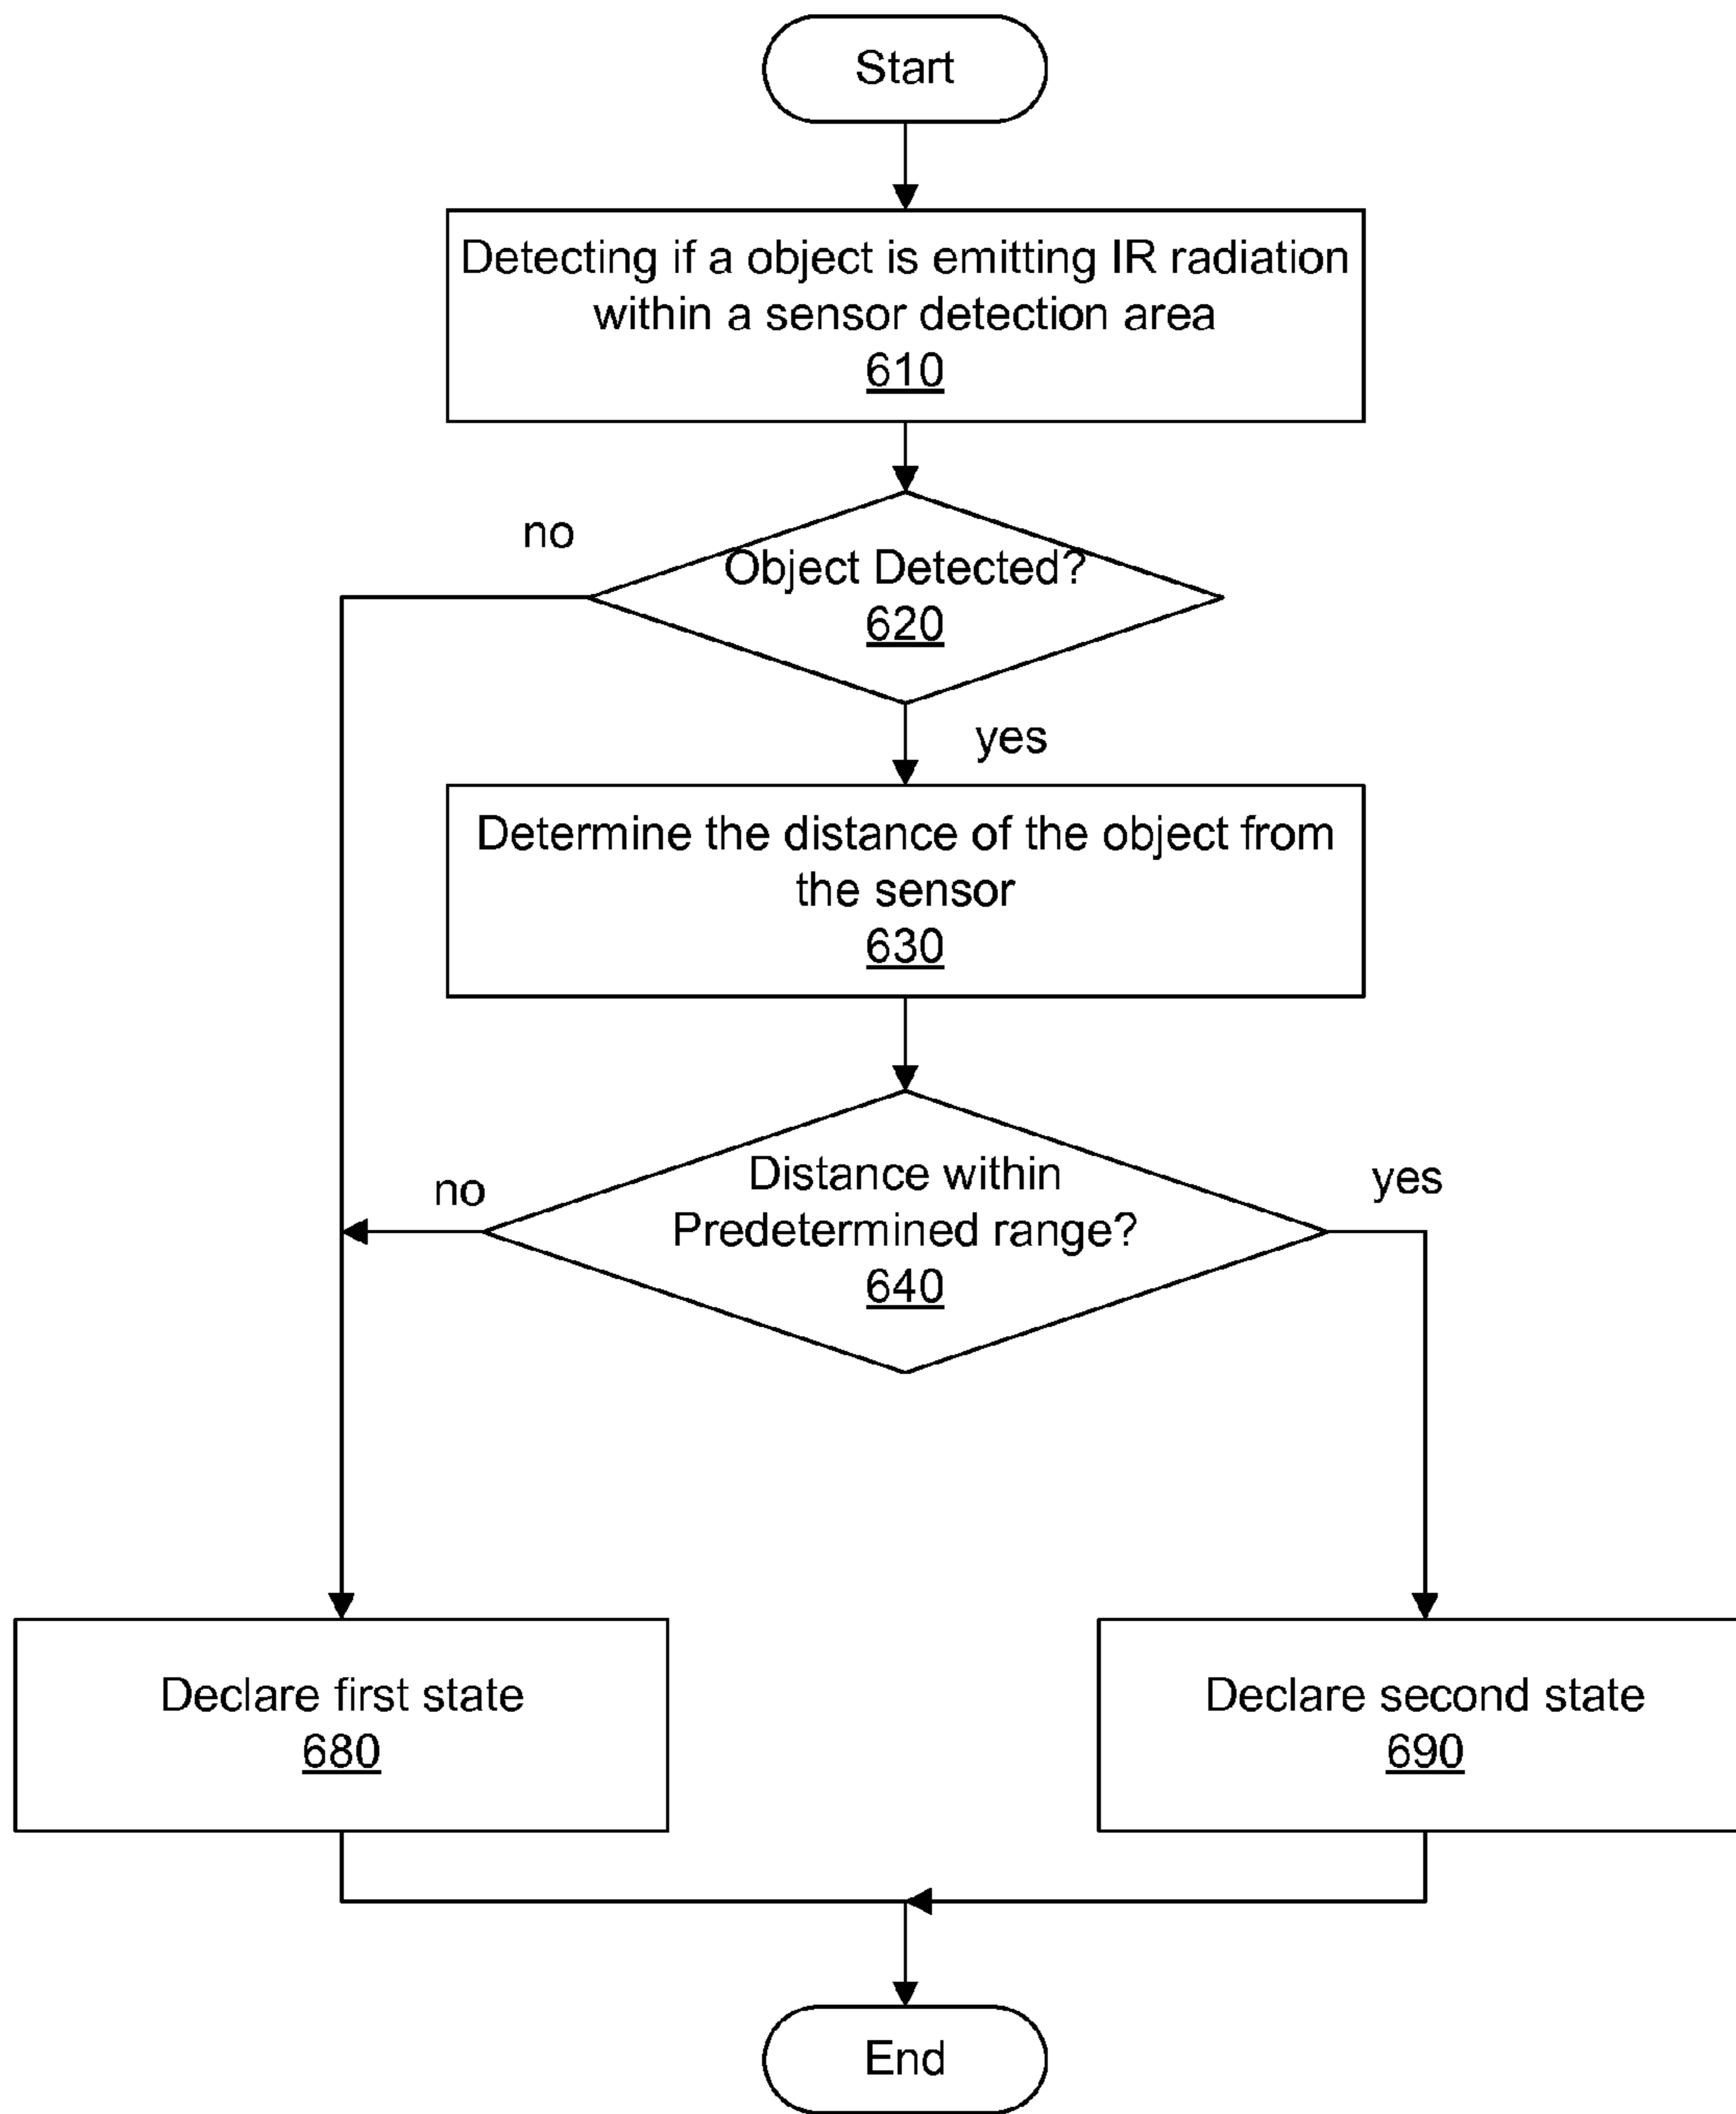 Start
Detecting if a object is emitting IR radiation
within a sensor detection area
610
no
Object Detected?
620
yes
Determine the distance of the object from
the sensor
630
no
Distance within
Predetermined range?
640
yes
Declare first state
680
Declare second state
690
End